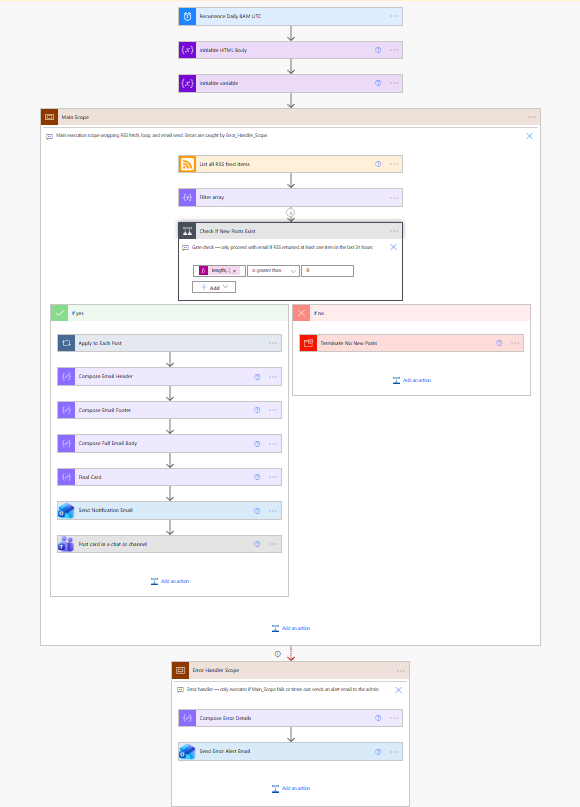 Recurrence Daily 8AM UTC
Initialize HTML Body
Initialize variable
Main Scope
Main execution scope wrapping RSS fetch, loop, and email send. Errors are caught by Error_Handler_Scope.
List all RSS feed items
Filter array
Check If New Posts Exist
Gate check — only proceed with email if RSS returned at least one item in the last 24 hours
length(...) × is greater than 0
Add
If yes
If no
Apply to Each Post
Terminate No New Posts
Compose Email Header
Add an action
Compose Email Footer
Compose Full Email Body
Final Card
Send Notification Email
Post card in a chat or channel
Add an action
Add an action
Error Handler Scope
Error handler — only executes if Main_Scope fails or times out; sends an alert email to the admin
Compose Error Details
Send Error Alert Email
Add an action